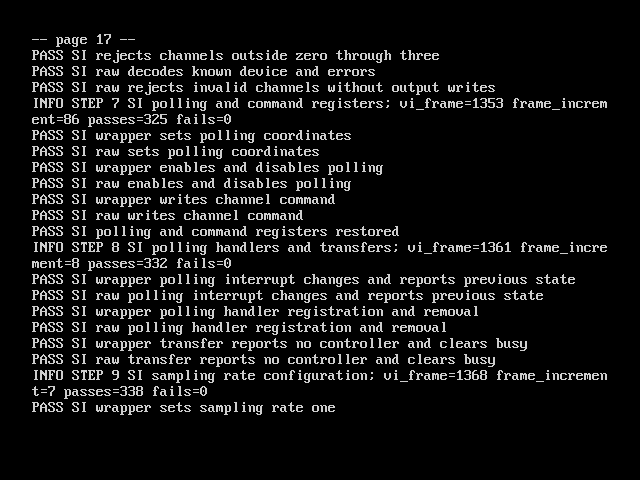 -- page 17 --
PASS SI rejects channels outside zero through three
PASS SI raw decodes known device and errors
PASS SI raw rejects invalid channels without output writes
INFO STEP 7 SI polling and command registers; vi_frame=1353 frame_increm
ent=86 passes=325 fails=0
PASS SI wrapper sets polling coordinates
PASS SI raw sets polling coordinates
PASS SI wrapper enables and disables polling
PASS SI raw enables and disables polling
PASS SI wrapper writes channel command
PASS SI raw writes channel command
PASS SI polling and command registers restored
INFO STEP 8 SI polling handlers and transfers; vi_frame=1361 frame_incre
ment=8 passes=332 fails=0
PASS SI wrapper polling interrupt changes and reports previous state
PASS SI raw polling interrupt changes and reports previous state
PASS SI wrapper polling handler registration and removal
PASS SI raw polling handler registration and removal
PASS SI wrapper transfer reports no controller and clears busy
PASS SI raw transfer reports no controller and clears busy
INFO STEP 9 SI sampling rate configuration; vi_frame=1368 frame_incremen
t=7 passes=338 fails=0
PASS SI wrapper sets sampling rate one